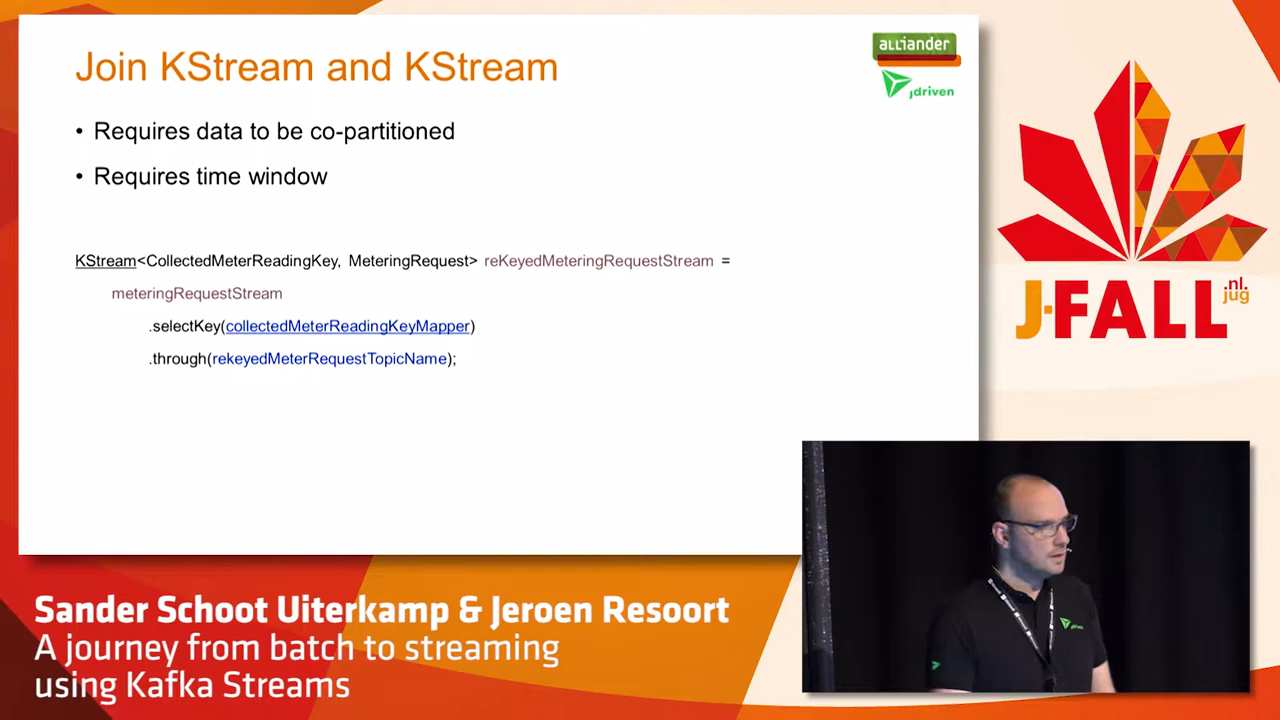 Join KStream and KStream
alliander
jdriven
• Requires data to be co-partitioned
• Requires time window
KStream<CollectedMeterReadingKey, MeteringRequest> reKeyedMeteringRequestStream =
meteringRequestStream
.selectKey(collectedMeterReadingKeyMapper)
.through(rekeyedMeterRequestTopicName);
J-FALL
.nl.
jug
jdriven
Sander Schoot Uiterkamp & Jeroen Resoort
A journey from batch to streaming
using Kafka Streams